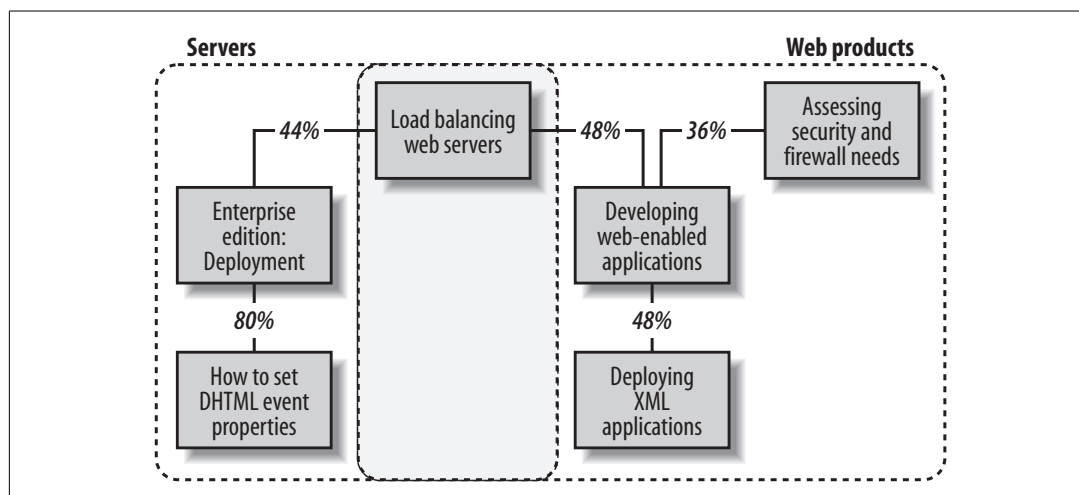 Servers
Web products
Load balancing
web servers
Assessing
security and
firewall needs
44%
48%
36%
Enterprise
edition:
Deployment
Developing
web-enabled
applications
80%
48%
How to set
DHTML event
properties
Deploying
XML
applications